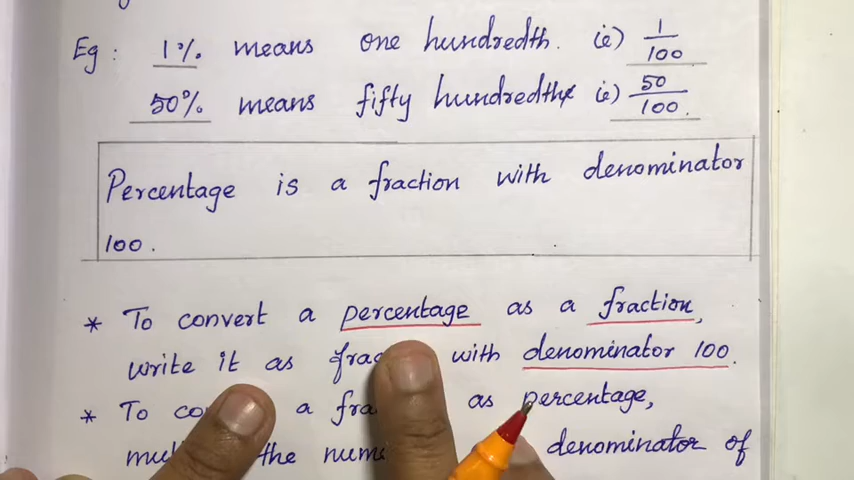 Eg : 1% means one hundredth. ie) 1/100
50% means fifty hundredth ie) 50/100.
Percentage is a fraction with denominator
100.
* To convert a percentage as a fraction,
write it as with denominator 100.
* To a as percentage,
the denominator of